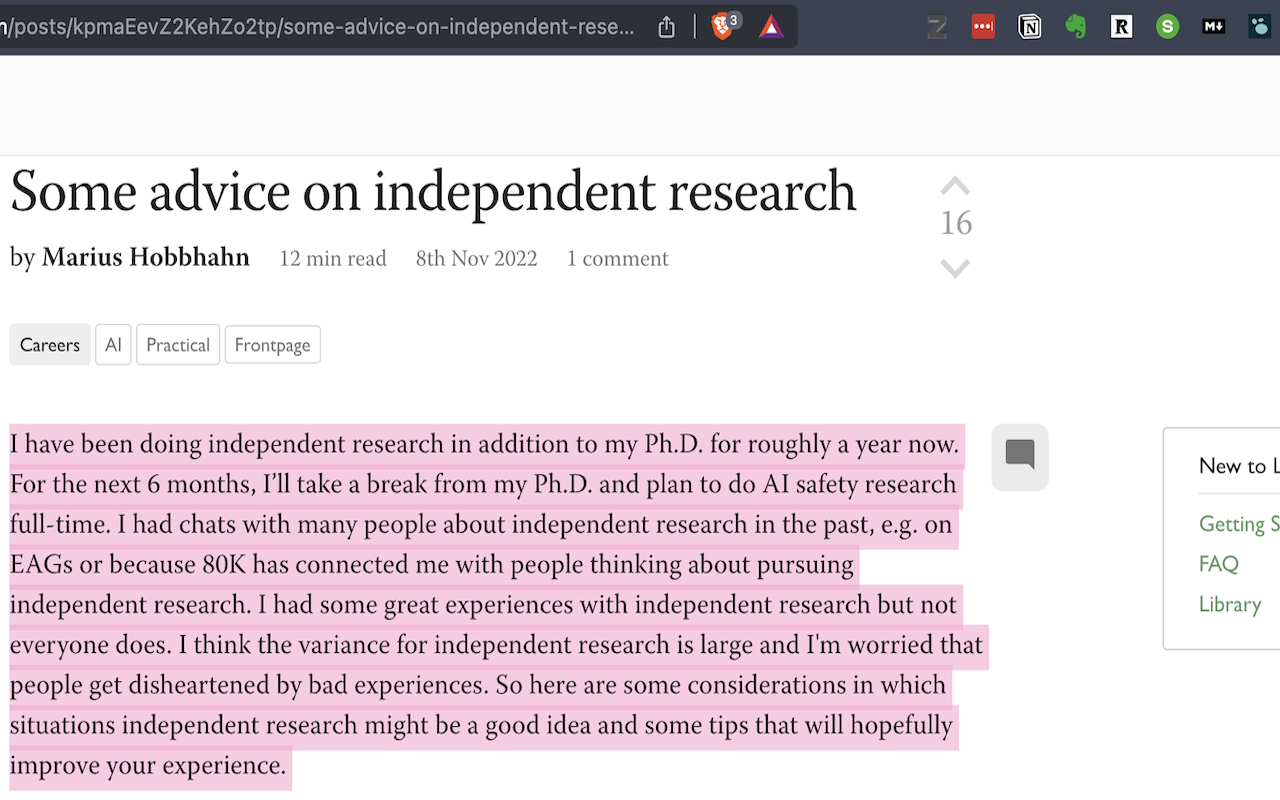 n/posts/kpmaEevZ2KehZo2tp/some-advice-on-independent-rese...
3
Z
N
R
S
M
Some advice on independent research
16
by Marius Hobbhahn 12 min read 8th Nov 2022 1 comment
Careers AI Practical Frontpage
I have been doing independent research in addition to my Ph.D. for roughly a year now.
For the next 6 months, I’ll take a break from my Ph.D. and plan to do AI safety research
full-time. I had chats with many people about independent research in the past, e.g. on
EAGs or because 80K has connected me with people thinking about pursuing
independent research. I had some great experiences with independent research but not
everyone does. I think the variance for independent research is large and I'm worried that
people get disheartened by bad experiences. So here are some considerations in which
situations independent research might be a good idea and some tips that will hopefully
improve your experience.
New to L
Getting S
FAQ
Library